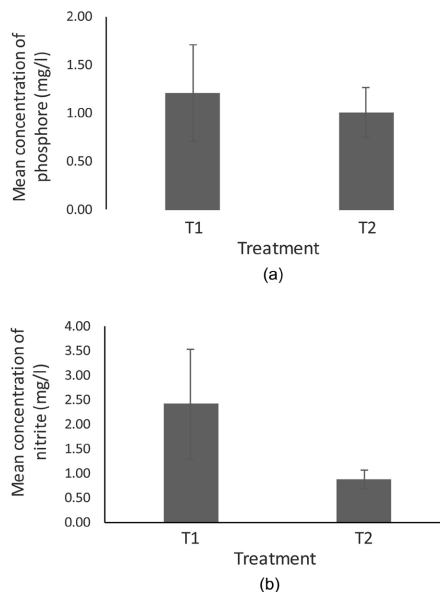 Mean concentration of
phosphore (mg/l)
2.00
1.50
1.00
0.50
0.00
T1
T2
Treatment
(a)
Mean concentration of
nitrite (mg/l)
4.00
3.50
3.00
2.50
2.00
1.50
1.00
0.50
0.00
T1
T2
Treatment
(b)